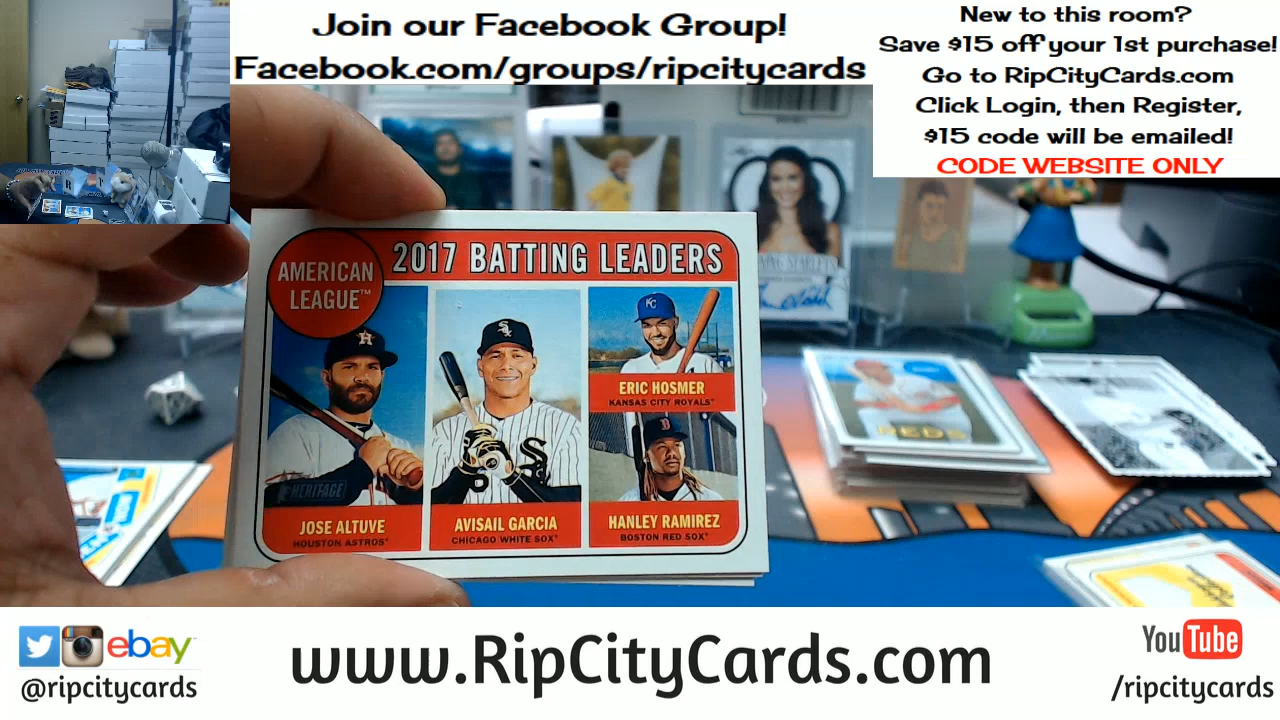 Join our Facebook Group!
Facebook.com/groups/ripcitycards
New to this room?
Save $15 off your 1st purchase!
Go to RipCityCards.com
Click Login, then Register,
$15 code will be emailed!
CODE WEBSITE ONLY
AMERICAN
LEAGUE™
2017 BATTING LEADERS
ERIC HOSMER
KANSAS CITY ROYALS
HERITAGE
JOSE ALTUVE
HOUSTON ASTROS
AVISAIL GARCIA
CHICAGO WHITE SOX
HANLEY RAMIREZ
BOSTON RED SOX
REDS
ebay
@ripcitycards
www.RipCityCards.com
YouTube
/ripcitycards